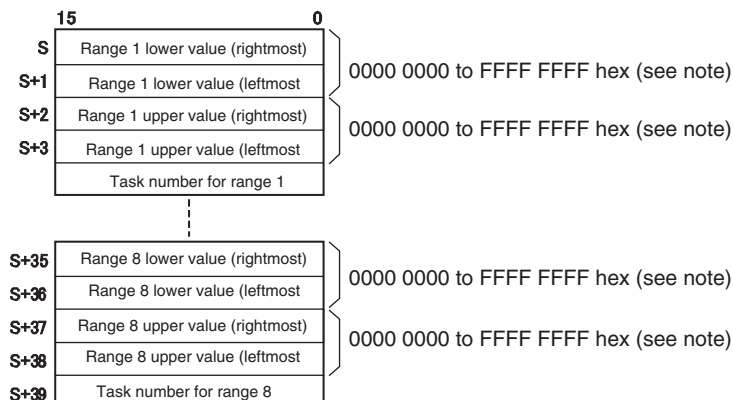 15 0
S Range 1 lower value (rightmost)
S+1 Range 1 lower value (leftmost
0000 0000 to FFFF FFFF hex (see note)
S+2 Range 1 upper value (rightmost)
S+3 Range 1 upper value (leftmost
0000 0000 to FFFF FFFF hex (see note)
Task number for range 1
S+35 Range 8 lower value (rightmost)
S+36 Range 8 lower value (leftmost
0000 0000 to FFFF FFFF hex (see note)
S+37 Range 8 upper value (rightmost)
S+38 Range 8 upper value (leftmost
0000 0000 to FFFF FFFF hex (see note)
S+39 Task number for range 8